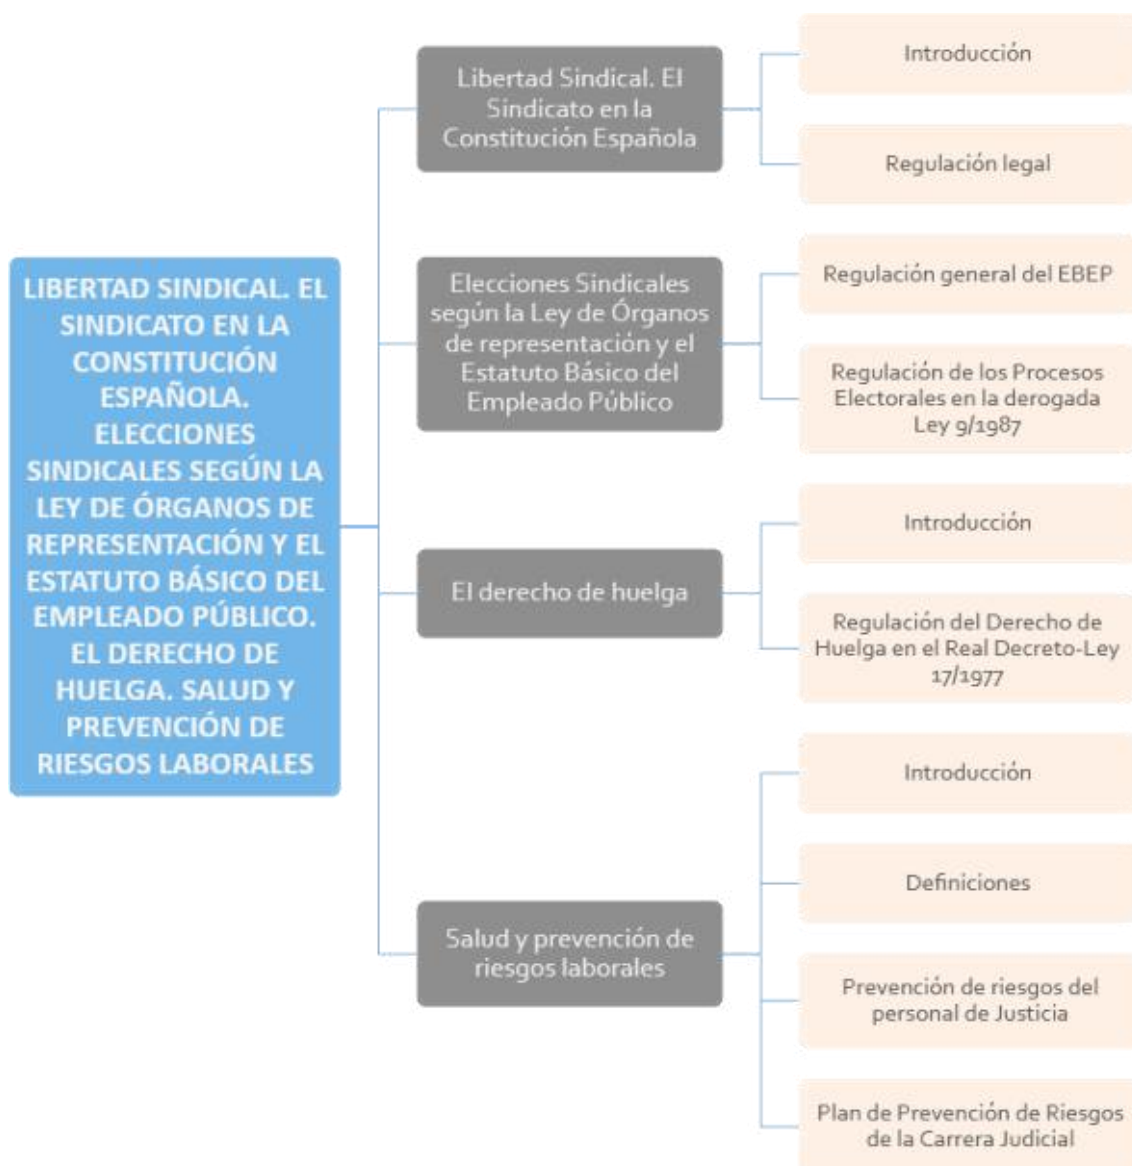 LIBERTAD SINDICAL. EL
SINDICATO EN LA
CONSTITUCIÓN
ESPAÑOLA.
ELECCIONES
SINDICALES SEGÚN LA
LEY DE ÓRGANOS DE
REPRESENTACIÓN Y EL
ESTATUTO BÁSICO DEL
EMPLEADO PÚBLICO.
EL DERECHO DE
HUELGA. SALUD Y
PREVENCIÓN DE
RIESGOS LABORALES
Libertad Sindical. El
Sindicato en la
Constitución Española
Introducción
Regulación legal
Elecciones Sindicales
según la Ley de Órganos
de representación y el
Estatuto Básico del
Empleado Público
Regulación general del EBEP
Regulación de los Procesos
Electorales en la derogada
Ley 9/1987
El derecho de huelga
Introducción
Regulación del Derecho de
Huelga en el Real Decreto-Ley
17/1977
Salud y prevención de
riesgos laborales
Introducción
Definiciones
Prevención de riesgos del
personal de Justicia
Plan de Prevención de Riesgos
de la Carrera Judicial